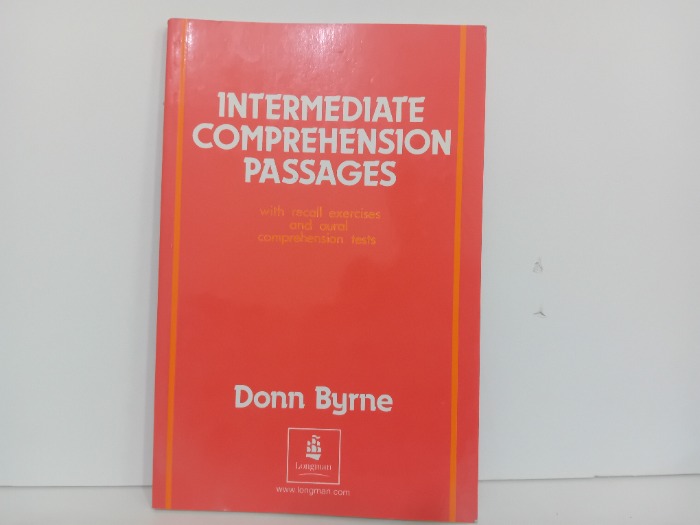 INTERMEDIATE
COMPREHENSION
PASSAGES
with recall exercises
and aural
comprehension tests
Donn Byrne
Longman
www.longman.com